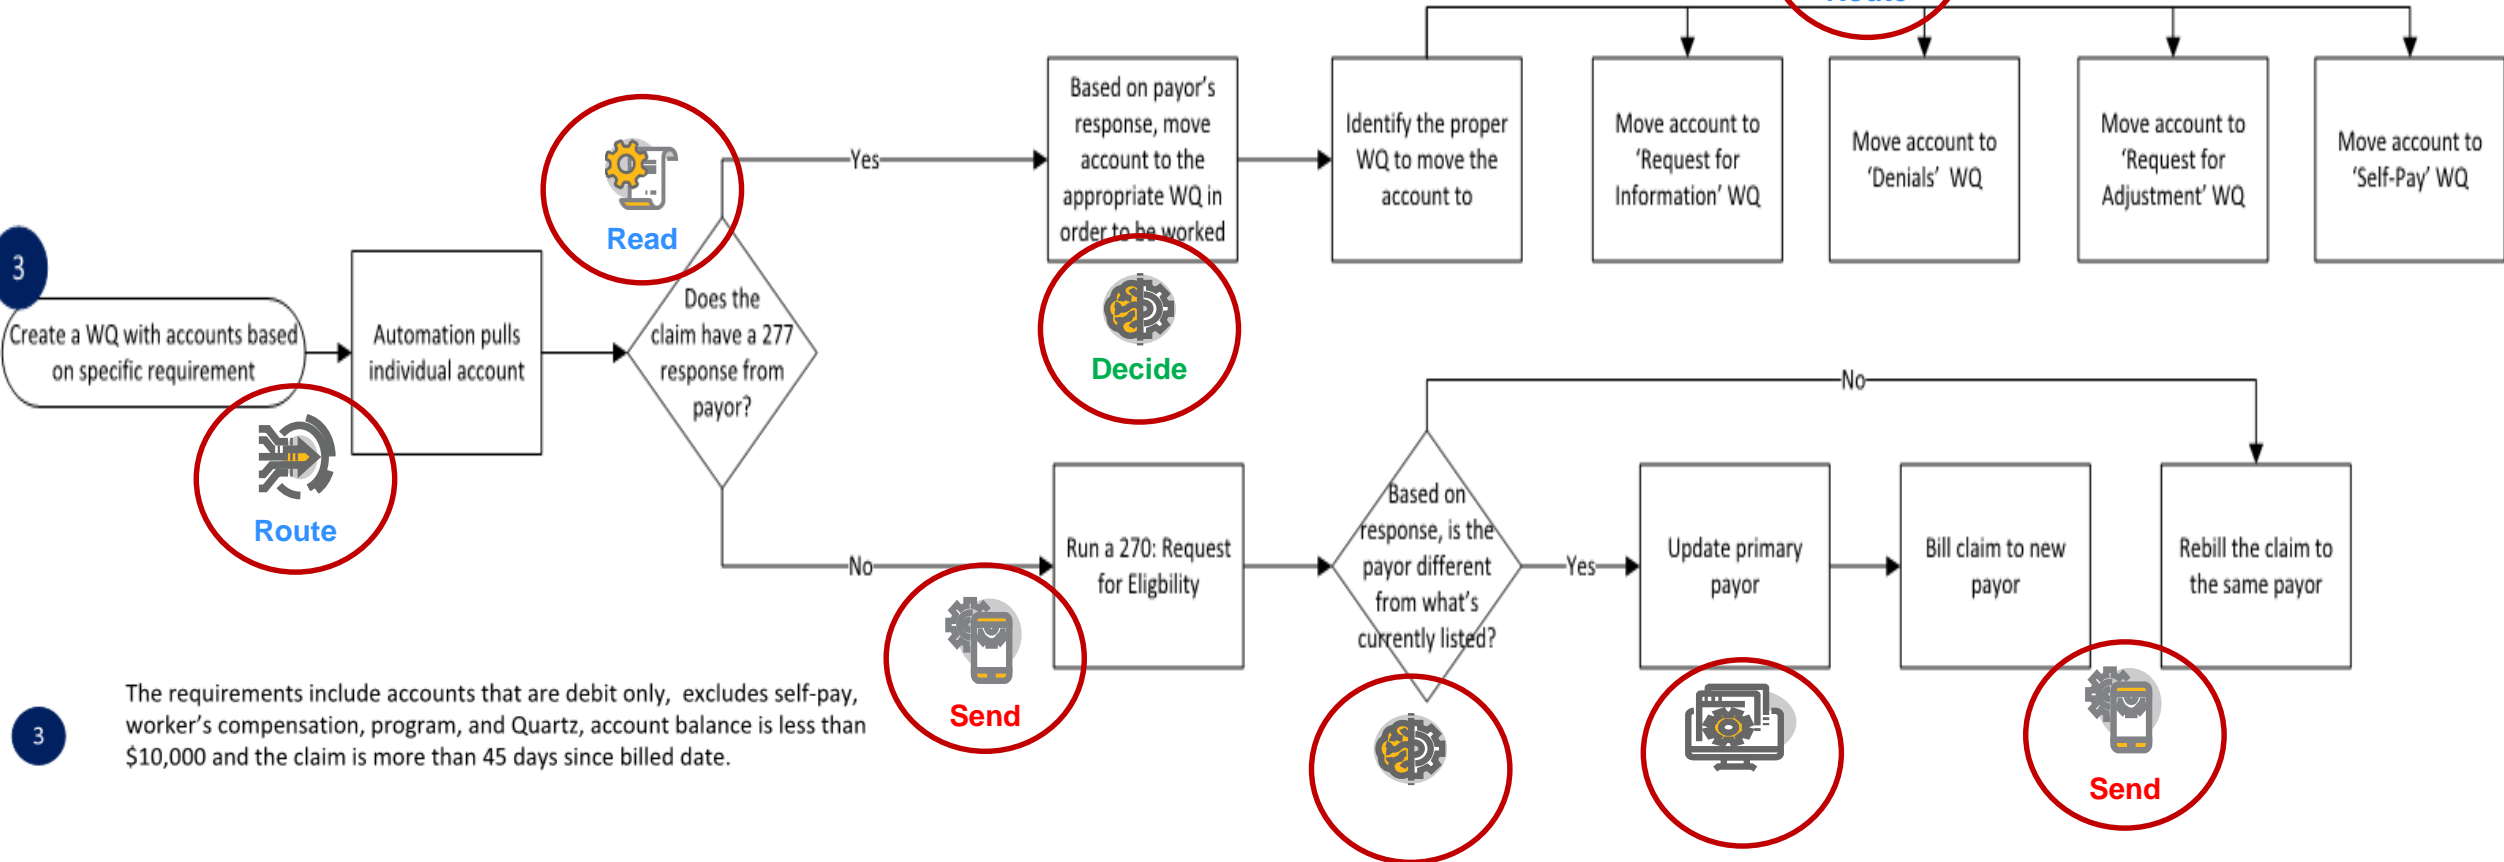 Route
Based on payor's
response, move
account to the
appropriate WQ in
order to be worked
Identify the proper
WQ to move the
account to
Move account to
‘Request for
Information’ WQ
Move account to
‘Denials’ WQ
Move account to
‘Request for
Adjustment’ WQ
Move account to
‘Self-Pay’ WQ
Yes
Read
3
Create a WQ with accounts based
on specific requirement
Automation pulls
individual account
Does the
claim have a 277
response from
payor?
Decide
Route
No
No
Run a 270: Request
for Eligbility
Based on
response, is the
payor different
from what's
currently listed?
Yes
Update primary
payor
Bill claim to new
payor
Rebill the claim to
the same payor
Send
Send
3
The requirements include accounts that are debit only, excludes self-pay,
worker's compensation, program, and Quartz, account balance is less than
$10,000 and the claim is more than 45 days since billed date.